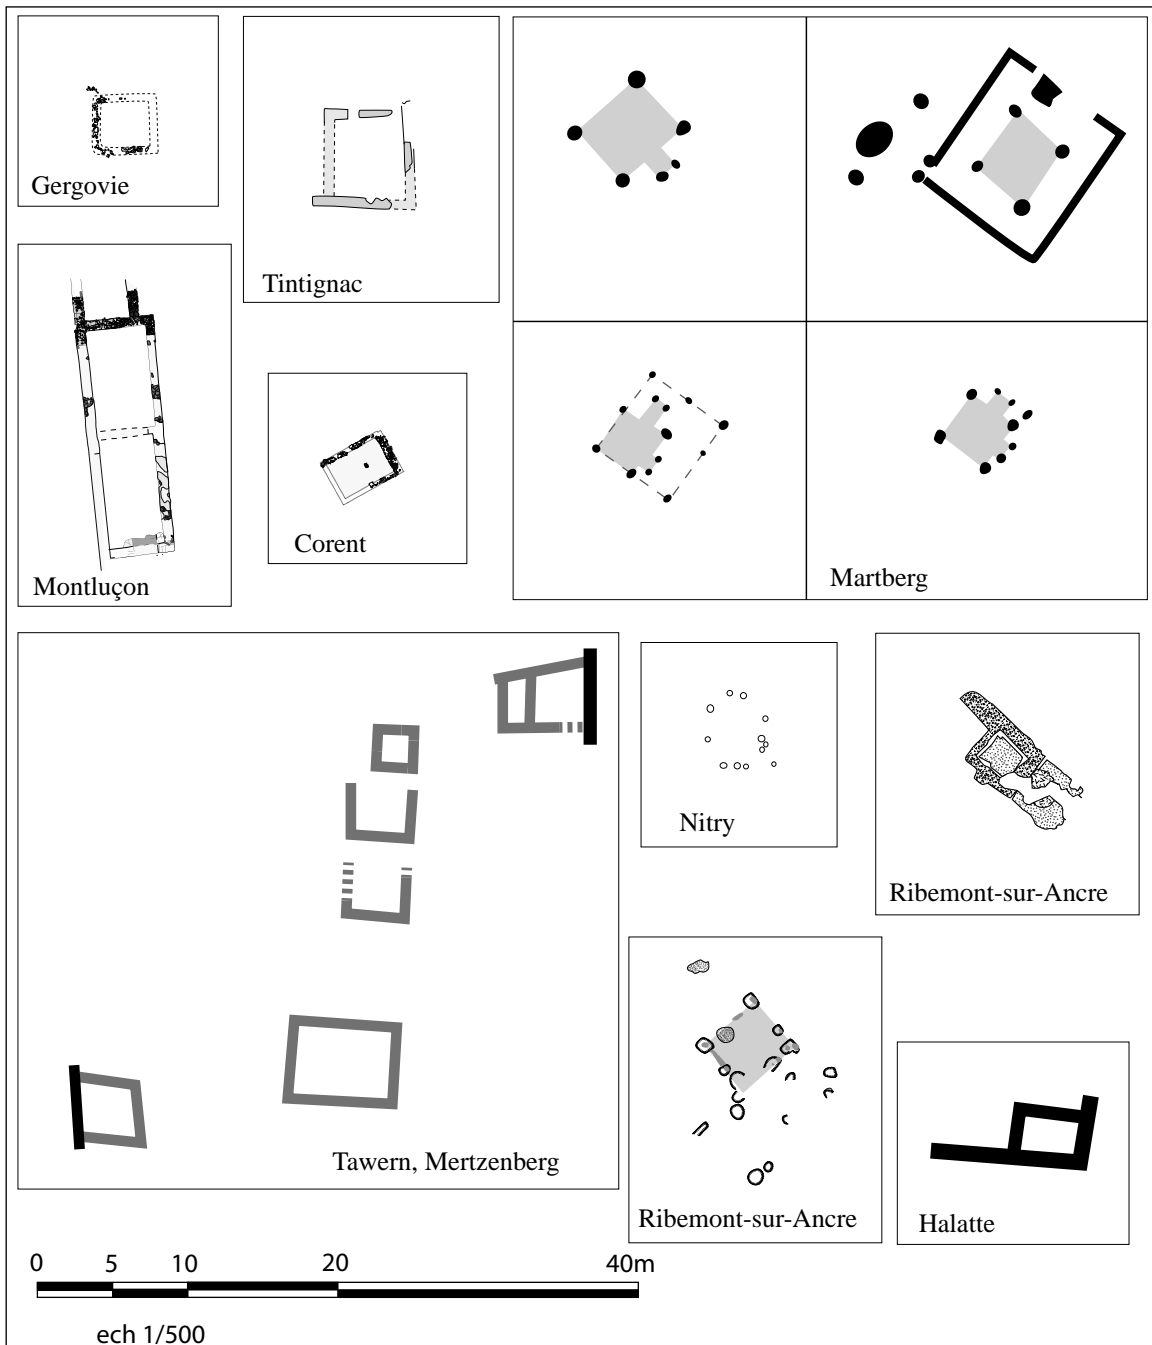 Gergovie
Tintignac
Montluçon
Corent
Martberg
Nitry
Ribemont-sur-Ancre
Tawern, Mertzenberg
Ribemont-sur-Ancre
Halatte
0 5 10 20 40m
ech 1/500